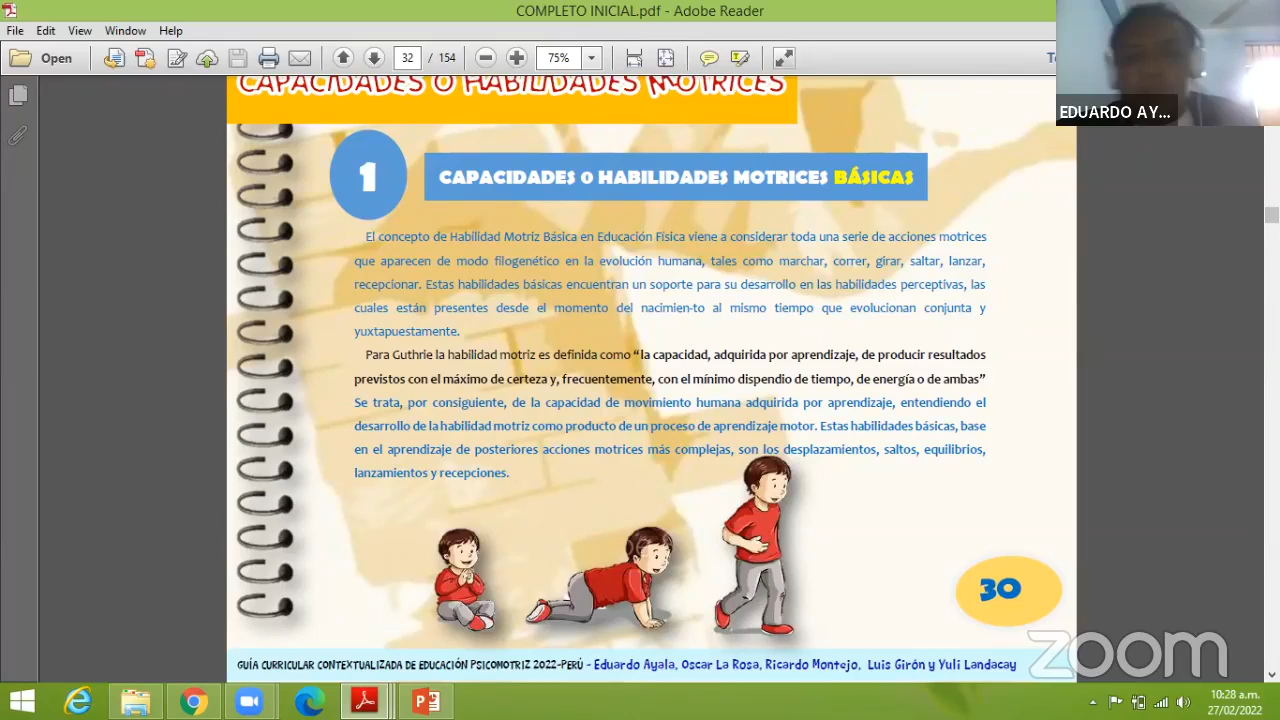 COMPLETO INICIAL.pdf - Adobe Reader
File Edit View Window Help
Open
32 / 154
75%
CAPACIDADES O HABILIDADES MOTRICES
EDUARDO AY...
1
CAPACIDADES o HABILIDADES MOTRICES BÁSICAS
El concepto de Habilidad Motriz Básica en Educación Física viene a considerar toda una serie de acciones motrices
que aparecen de modo filogenético en la evolución humana, tales como marchar, correr, girar, saltar, lanzar,
recepcionar. Estas habilidades básicas encuentran un soporte para su desarrollo en las habilidades perceptivas, las
cuales están presentes desde el momento del nacimien-to al mismo tiempo que evolucionan conjunta y
yuxtapuestamente.
Para Guthrie la habilidad motriz es definida como “la capacidad, adquirida por aprendizaje, de producir resultados
previstos con el máximo de certeza y, frecuentemente, con el mínimo dispendio de tiempo, de energía o de ambas”
Se trata, por consiguiente, de la capacidad de movimiento humana adquirida por aprendizaje, entendiendo el
desarrollo de la habilidad motriz como producto de un proceso de aprendizaje motor. Estas habilidades básicas, base
en el aprendizaje de posteriores acciones motrices más complejas, son los desplazamientos, saltos, equilibrios,
lanzamientos y recepciones.
30
zoom
GUÍA CURRICULAR CONTEXTUALIZADA DE EDUCACIÓN PSICOMOTRIZ 2022-PERÚ - Eduardo Ayala, Oscar La Rosa, Ricardo Montejo, Luis Girón y Yuli Landacay
10:28 a.m.
27/02/2022